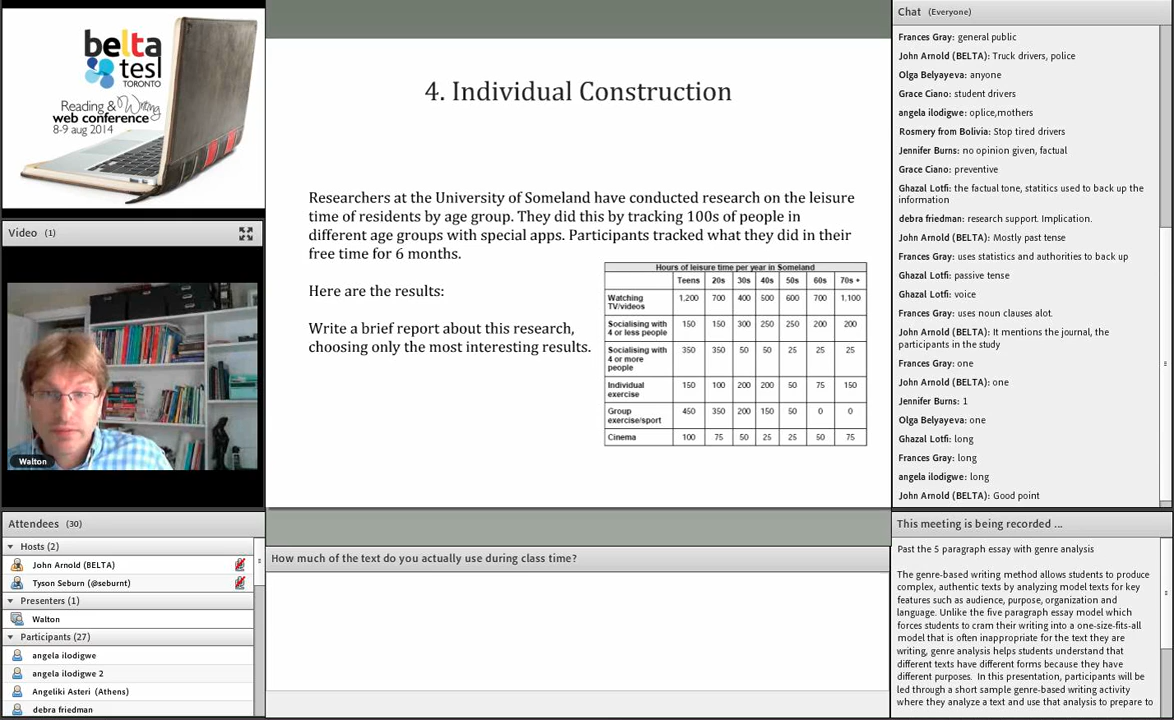 belta
tesl
TORONTO
Reading & Writing
web conference
8-9 aug 2014
Video (1)
Walton
Attendees (30)
Hosts (2)
John Arnold (BELTA)
Tyson Seburn (@seburnt)
Presenters (1)
Walton
Participants (27)
angela ilodigwe
angela ilodigwe 2
Angeliki Asteri (Athens)
debra friedman
4. Individual Construction
Researchers at the University of Someland have conducted research on the leisure
time of residents by age group. They did this by tracking 100s of people in
different age groups with special apps. Participants tracked what they did in their
free time for 6 months.
Here are the results:
Write a brief report about this research,
choosing only the most interesting results.
Hours of leisure time per year in Someland
Teens 20s 30s 40s 50s 60s 70s +
Watching TV/videos 1,200 700 400 500 600 700 1,100
Socialising with 4 or less people 150 150 300 250 250 200 200
Socialising with 4 or more people 350 350 50 50 25 25 25
Individual exercise 150 100 200 200 50 75 150
Group exercise/sport 450 350 200 150 50 0 0
Cinema 100 75 50 25 25 50 75
How much of the text do you actually use during class time?
Chat (Everyone)
Frances Gray: general public
John Arnold (BELTA): Truck drivers, police
Olga Belyayeva: anyone
Grace Ciano: student drivers
angela ilodigwe: oplice,mothers
Rosmery from Bolivia: Stop tired drivers
Jennifer Burns: no opinion given, factual
Grace Ciano: preventive
Ghazal Lotfi: the factual tone, statitics used to back up the
information
debra friedman: research support. Implication.
John Arnold (BELTA): Mostly past tense
Frances Gray: uses statistics and authorities to back up
Ghazal Lotfi: passive tense
Ghazal Lotfi: voice
Frances Gray: uses noun clauses alot.
John Arnold (BELTA): It mentions the journal, the
participants in the study
Frances Gray: one
John Arnold (BELTA): one
Jennifer Burns: 1
Olga Belyayeva: one
Ghazal Lotfi: long
Frances Gray: long
angela ilodigwe: long
John Arnold (BELTA): Good point
This meeting is being recorded ...
Past the 5 paragraph essay with genre analysis
The genre-based writing method allows students to produce
complex, authentic texts by analyzing model texts for key
features such as audience, purpose, organization and
language. Unlike the five paragraph essay model which
forces students to cram their writing into a one-size-fits-all
model that is often inappropriate for the text they are
writing, genre analysis helps students understand that
different texts have different forms because they have
different purposes. In this presentation, participants will be
led through a short sample genre-based writing activity
where they analyze a text and use that analysis to prepare to